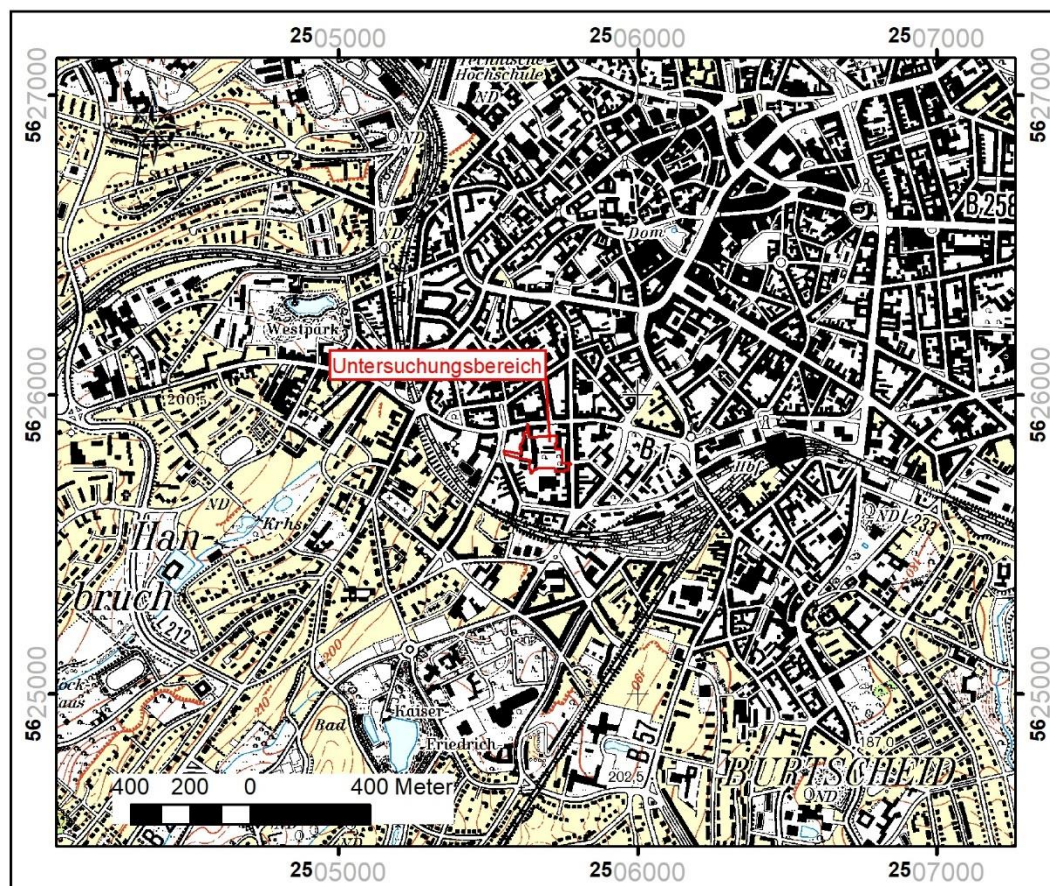 2505000 2506000 2507000
5627000
5627000
Hochschule
ND
ND
B 258
Dom
Westpark
Untersuchungsbereich
5626000
5626000
200,5
B 1
Hbf
ND
ND L 233
Krhs
Han-
bruch
L 212
200
190
210
5625000
5625000
Kaiser
Bad
Friedrich-
B 57
187,0
202,5
BURTSCHEID
ND
400 200 0 400 Meter
2505000 2506000 2507000